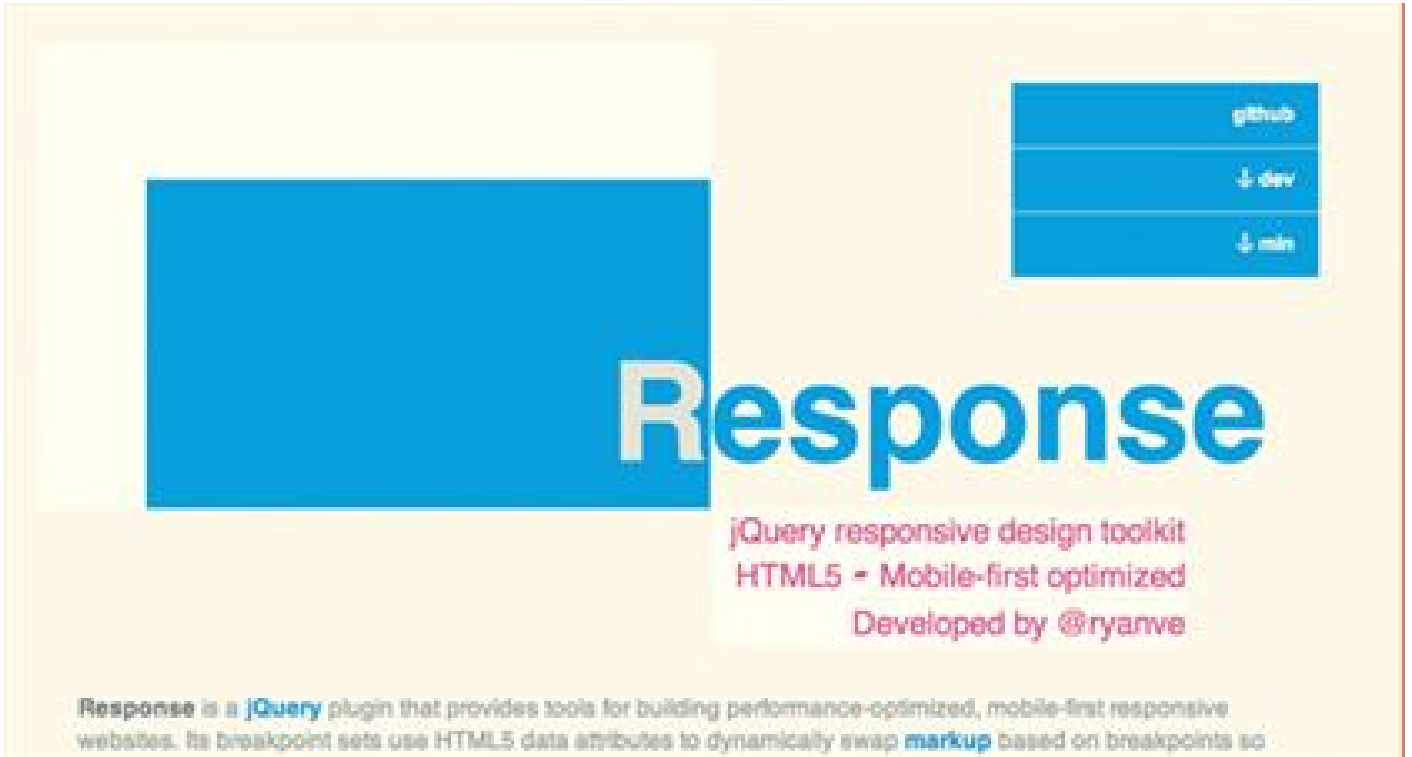 github
↓ dev
↓ min
Response
jQuery responsive design toolkit
HTML5 - Mobile-first optimized
Developed by @ryanve
Response is a jQuery plugin that provides tools for building performance-optimized, mobile-first responsive
websites. Its breakpoint sets use HTML5 data attributes to dynamically swap markup based on breakpoints so